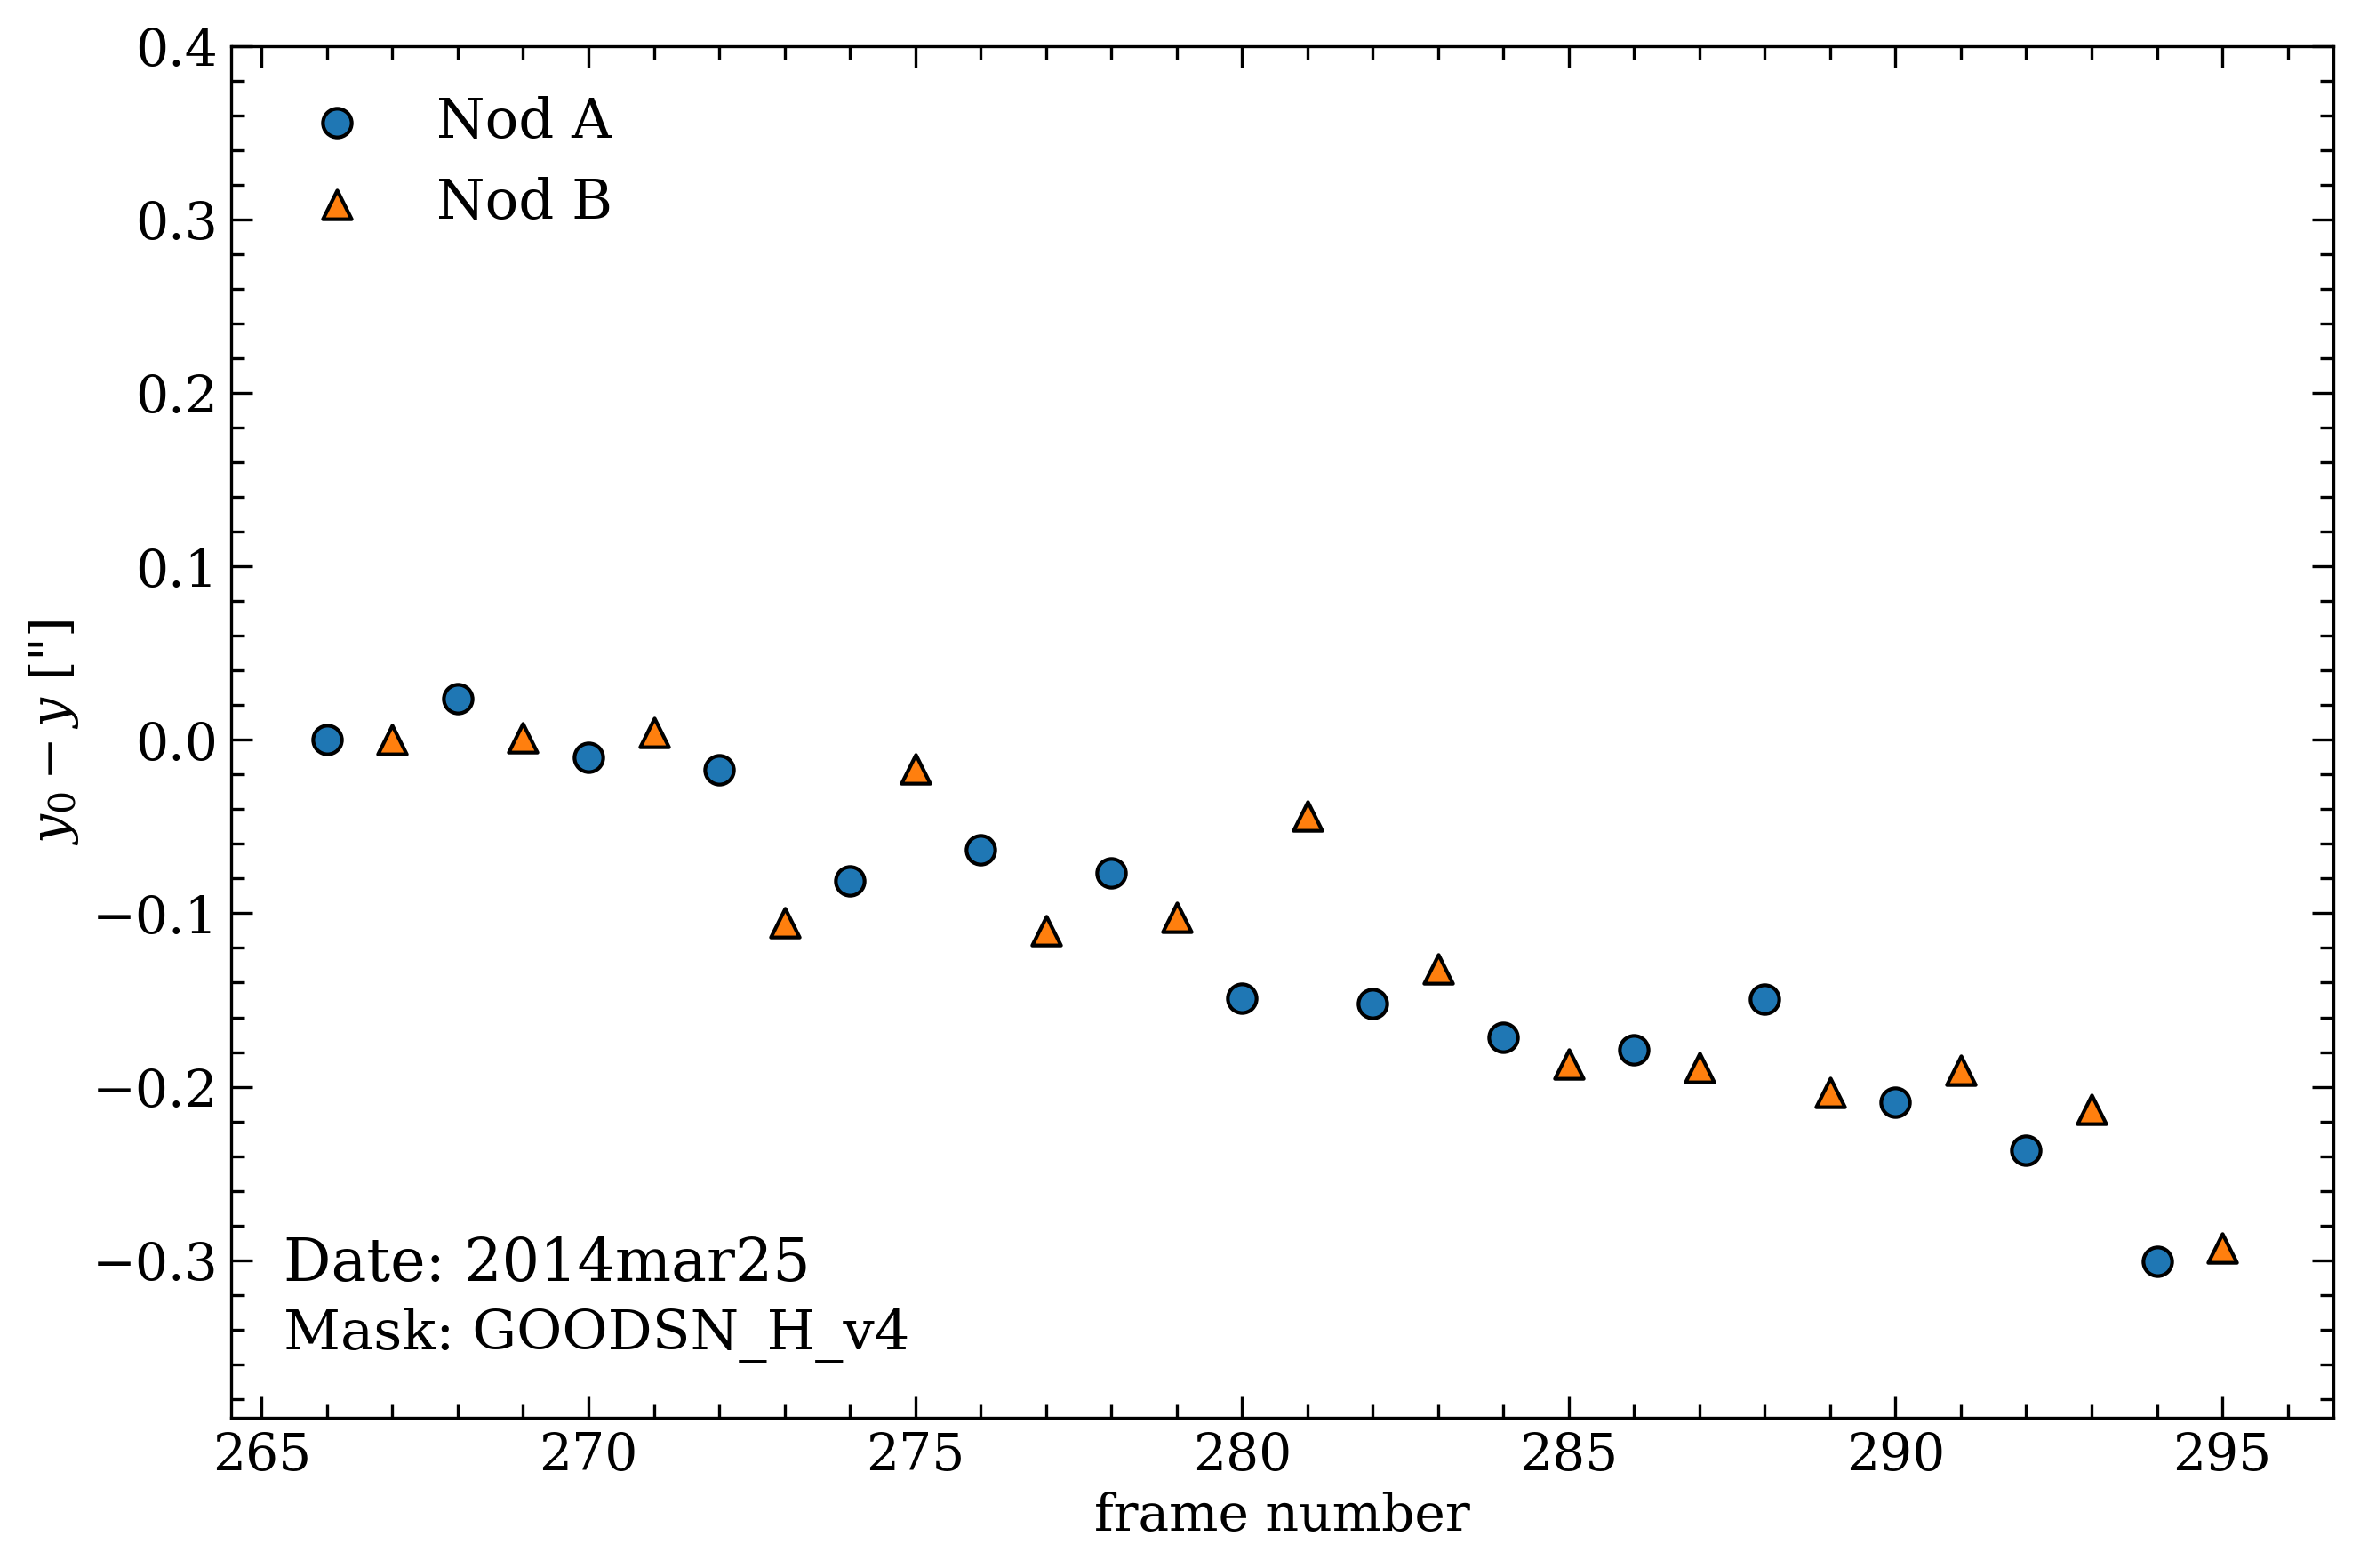 0.4
0.3
0.2
0.1
0.0
−0.1
−0.2
−0.3
y₀ − y ["]
Nod A
Nod B
Date: 2014mar25
Mask: GOODSN_H_v4
265 270 275 280 285 290 295
frame number